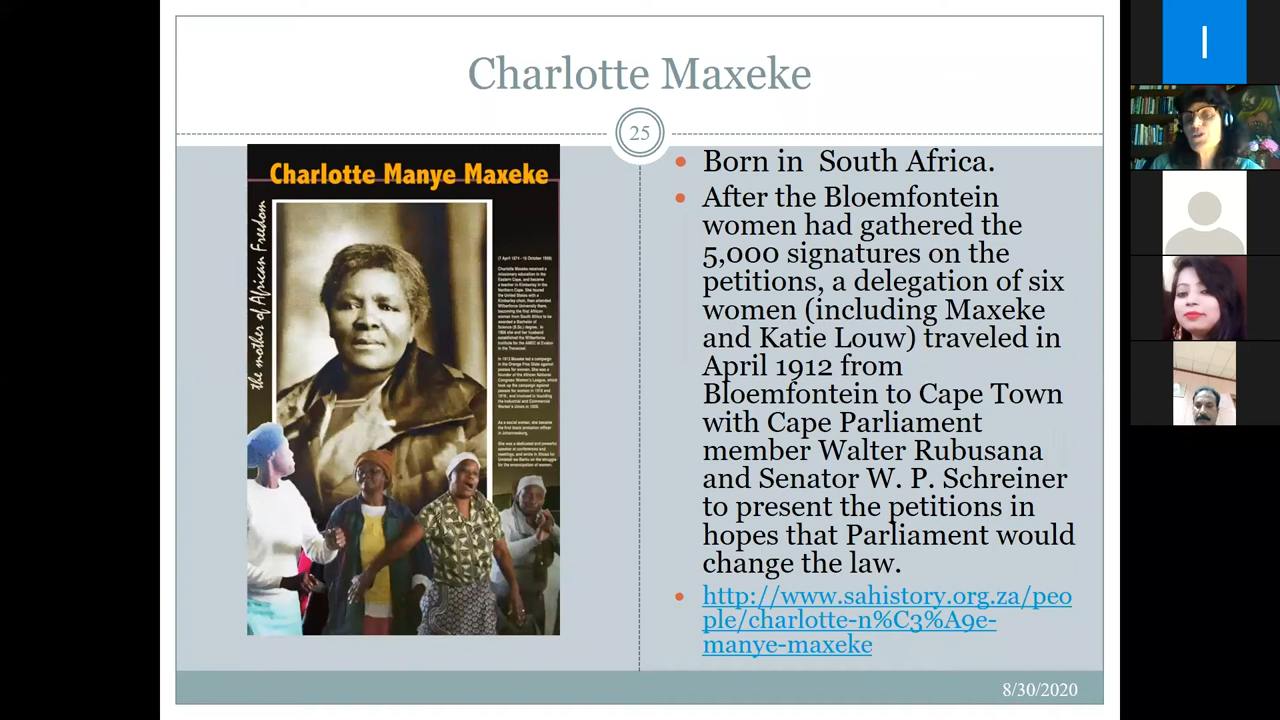 Charlotte Maxeke
25
Charlotte Manye Maxeke
the mother of African Freedom
Born in South Africa.
After the Bloemfontein
women had gathered the
5,000 signatures on the
petitions, a delegation of six
women (including Maxeke
and Katie Louw) traveled in
April 1912 from
Bloemfontein to Cape Town
with Cape Parliament
member Walter Rubusana
and Senator W. P. Schreiner
to present the petitions in
hopes that Parliament would
change the law.
http://www.sahistory.org.za/peo
ple/charlotte-n%C3%A9e-
manye-maxeke
8/30/2020
I